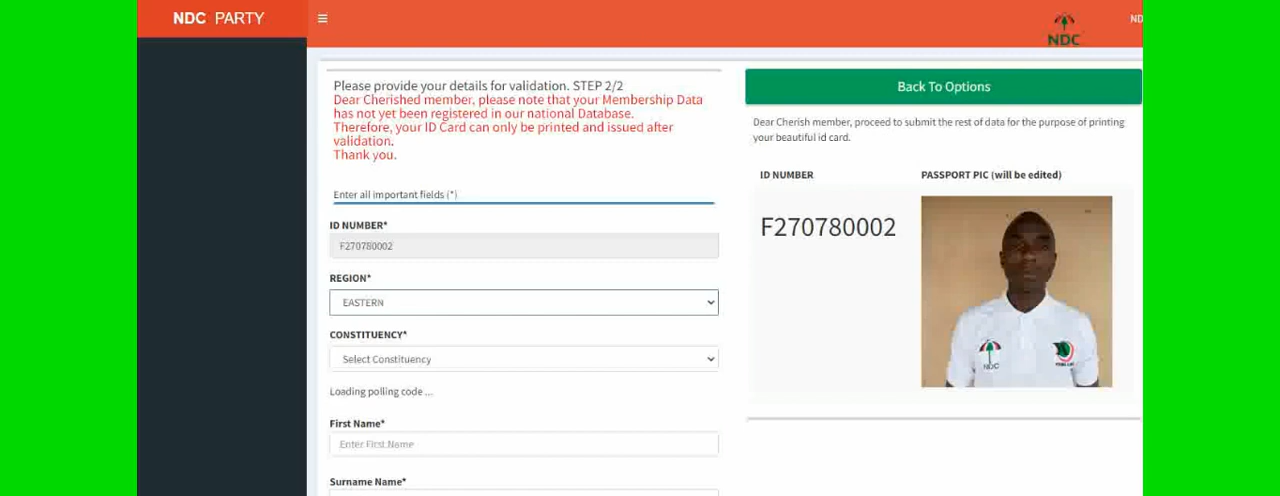 NDC PARTY
NDC
ND
Please provide your details for validation. STEP 2/2
Dear Cherished member, please note that your Membership Data
has not yet been registered in our national Database.
Therefore, your ID Card can only be printed and issued after
validation.
Thank you.
Enter all important fields (*)
ID NUMBER*
F270780002
REGION*
EASTERN
CONSTITUENCY*
Select Constituency
Loading polling code ...
First Name*
Enter First Name
Surname Name*
Back To Options
Dear Cherish member, proceed to submit the rest of data for the purpose of printing
your beautiful id card.
ID NUMBER
PASSPORT PIC (will be edited)
F270780002
NDC